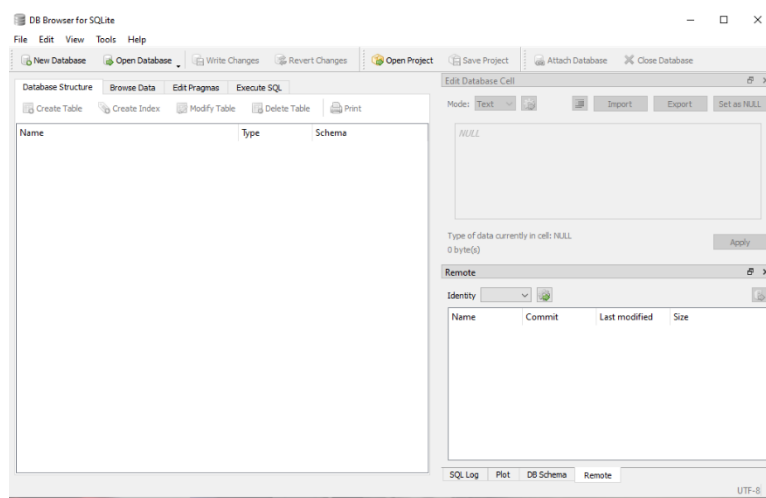 DB Browser for SQLite
File Edit View Tools Help
New Database Open Database Write Changes Revert Changes Open Project Save Project Attach Database Close Database
Database Structure Browse Data Edit Pragmas Execute SQL
Create Table Create Index Modify Table Delete Table Print
Name Type Schema
Edit Database Cell
Mode: Text Import Export Set as NULL
NULL
Type of data currently in cell: NULL
0 byte(s)
Apply
Remote
Identity
Name Commit Last modified Size
SQL Log Plot DB Schema Remote
UTF-8